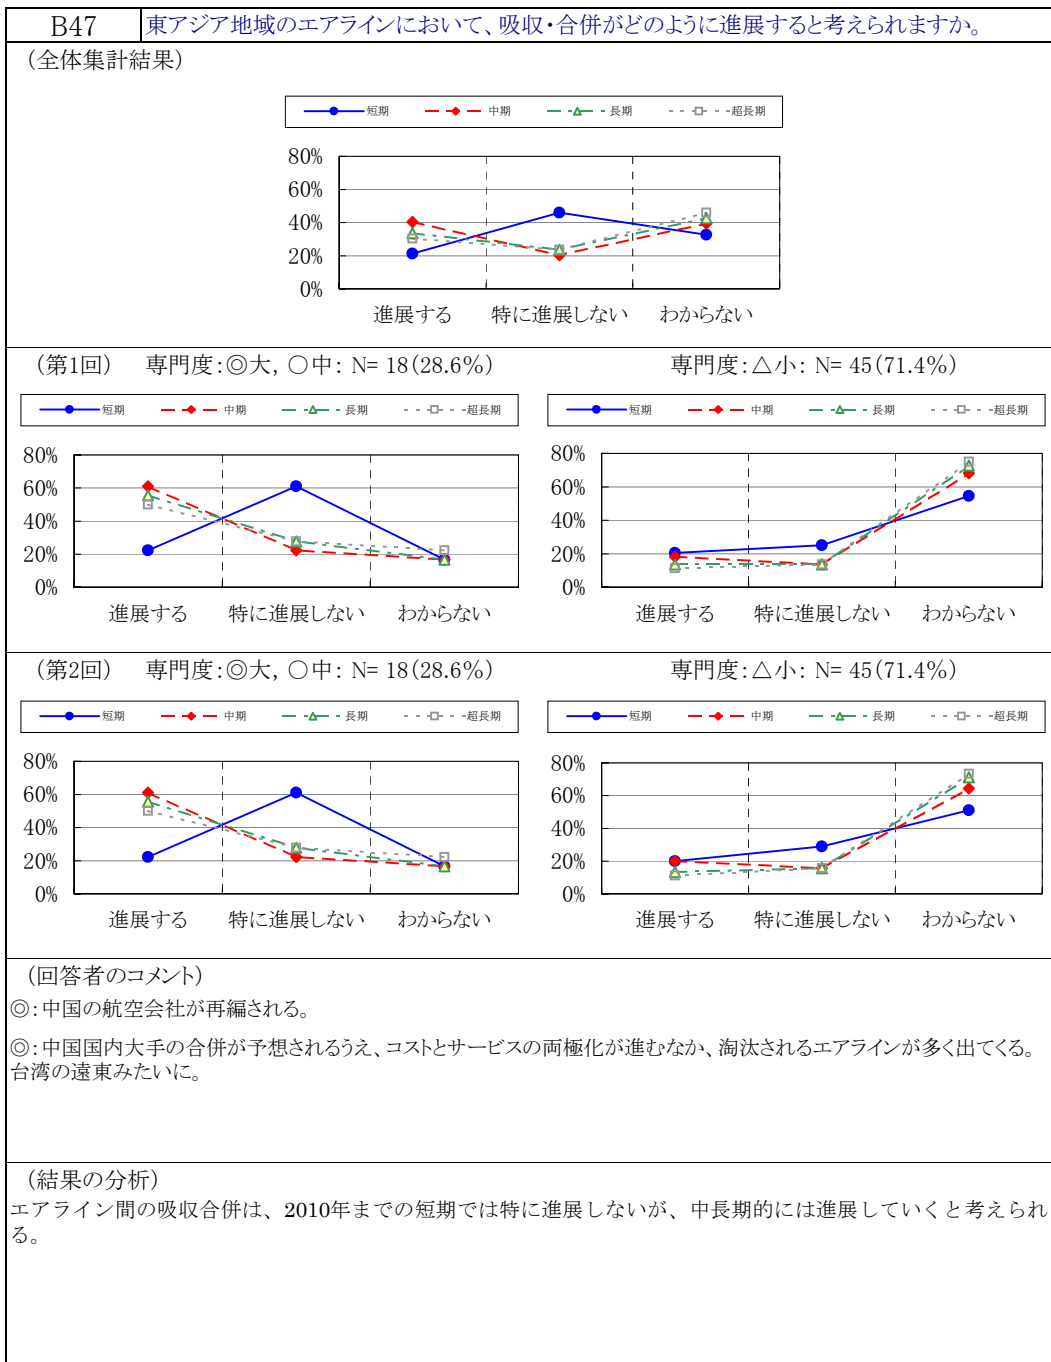 B47 東アジア地域のエアラインにおいて、吸収・合併がどのように進展すると考えられますか。
(全体集計結果)
短期 中期 長期 超長期
80%
60%
40%
20%
0%
進展する 特に進展しない わからない
(第1回) 専門度:◎大, ○中: N= 18(28.6%) 専門度:△小: N= 45(71.4%)
短期 中期 長期 超長期 短期 中期 長期 超長期
80% 80%
60% 60%
40% 40%
20% 20%
0% 0%
進展する 特に進展しない わからない 進展する 特に進展しない わからない
(第2回) 専門度:◎大, ○中: N= 18(28.6%) 専門度:△小: N= 45(71.4%)
短期 中期 長期 超長期 短期 中期 長期 超長期
80% 80%
60% 60%
40% 40%
20% 20%
0% 0%
進展する 特に進展しない わからない 進展する 特に進展しない わからない
(回答者のコメント)
◎:中国の航空会社が再編される。
◎:中国国内大手の合併が予想されるうえ、コストとサービスの両極化が進むなか、淘汰されるエアラインが多く出てくる。
台湾の遠東みたいに。
(結果の分析)
エアライン間の吸収合併は、2010年までの短期では特に進展しないが、中長期的には進展していくと考えられ
る。